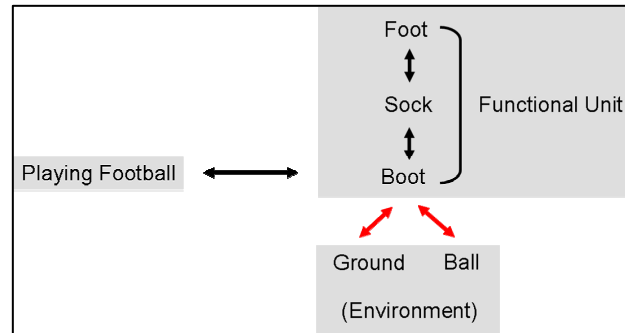 Foot
Sock
Functional Unit
Playing Football
Boot
Ground
Ball
(Environment)